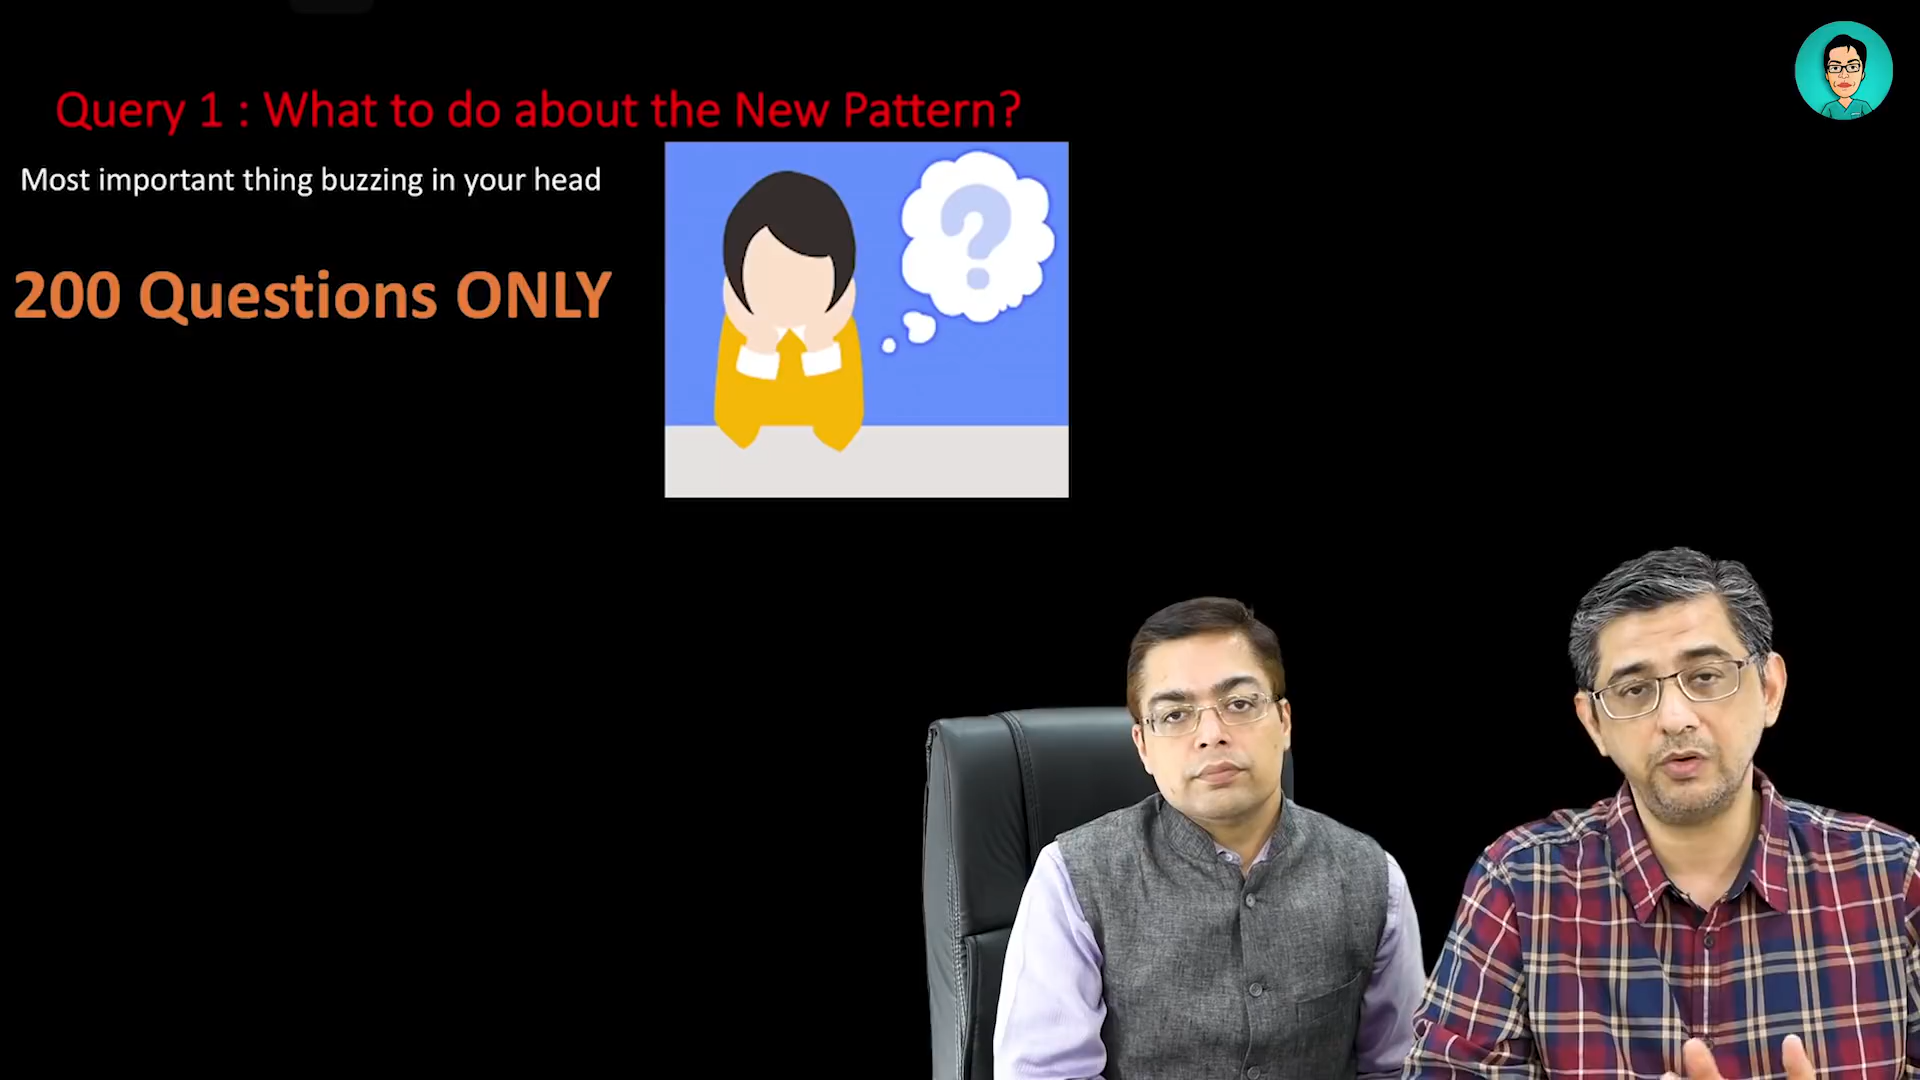 Query 1 : What to do about the New Pattern?
Most important thing buzzing in your head
200 Questions ONLY
?